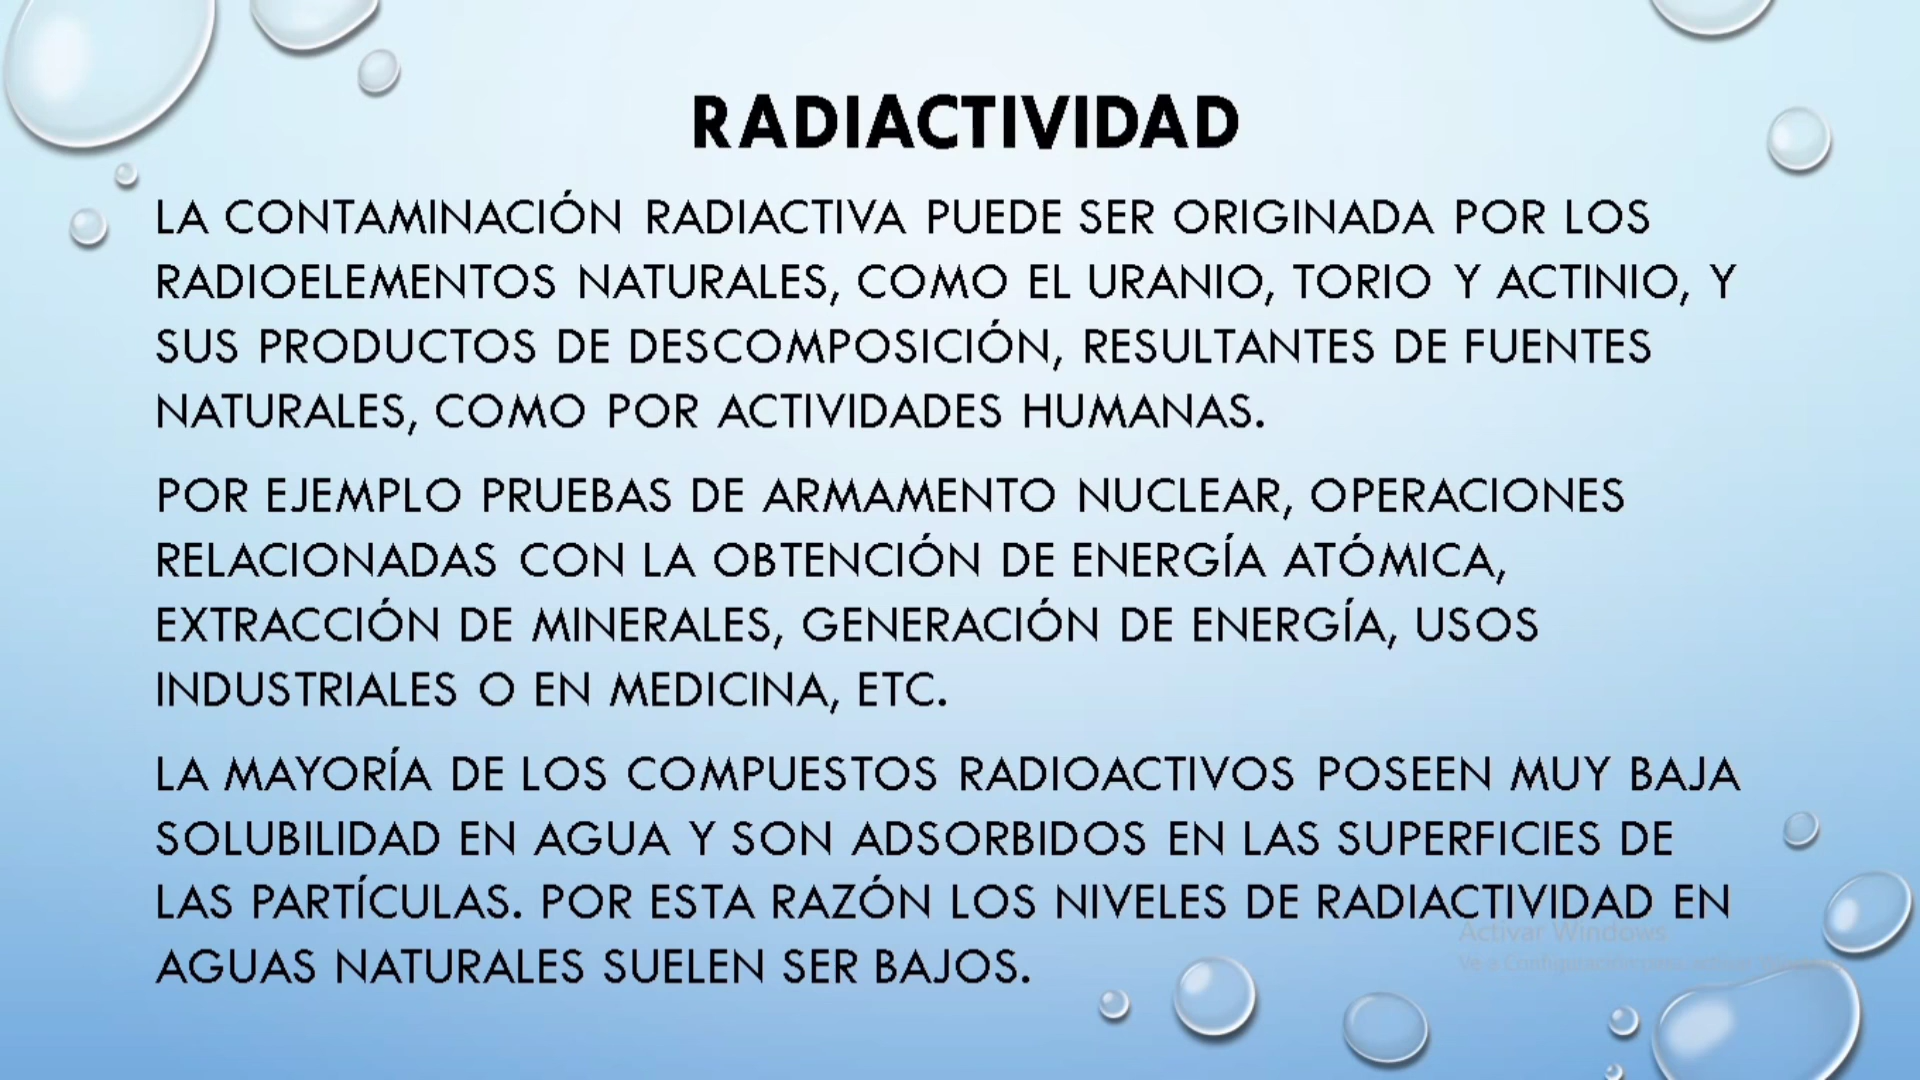 RADIACTIVIDAD
LA CONTAMINACIÓN RADIACTIVA PUEDE SER ORIGINADA POR LOS
RADIOELEMENTOS NATURALES, COMO EL URANIO, TORIO Y ACTINIO, Y
SUS PRODUCTOS DE DESCOMPOSICIÓN, RESULTANTES DE FUENTES
NATURALES, COMO POR ACTIVIDADES HUMANAS.
POR EJEMPLO PRUEBAS DE ARMAMENTO NUCLEAR, OPERACIONES
RELACIONADAS CON LA OBTENCIÓN DE ENERGÍA ATÓMICA,
EXTRACCIÓN DE MINERALES, GENERACIÓN DE ENERGÍA, USOS
INDUSTRIALES O EN MEDICINA, ETC.
LA MAYORÍA DE LOS COMPUESTOS RADIOACTIVOS POSEEN MUY BAJA
SOLUBILIDAD EN AGUA Y SON ADSORBIDOS EN LAS SUPERFICIES DE
LAS PARTÍCULAS. POR ESTA RAZÓN LOS NIVELES DE RADIACTIVIDAD EN
AGUAS NATURALES SUELEN SER BAJOS.
Activar Windows
Ve a Configuración para activar